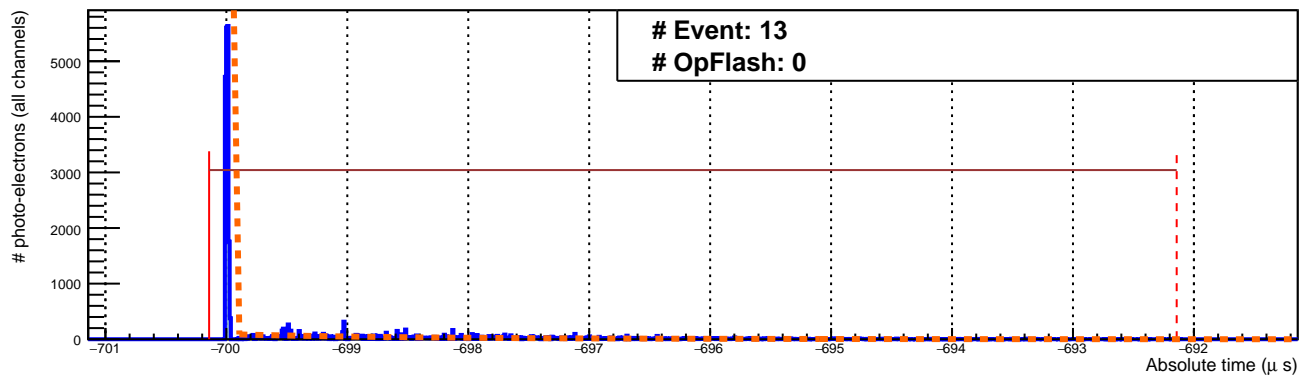 # Event: 13
# OpFlash: 0
# photo-electrons (all channels)
5000
4000
3000
2000
1000
0
−701 −700 −699 −698 −697 −696 −695 −694 −693 −692
Absolute time (μ s)